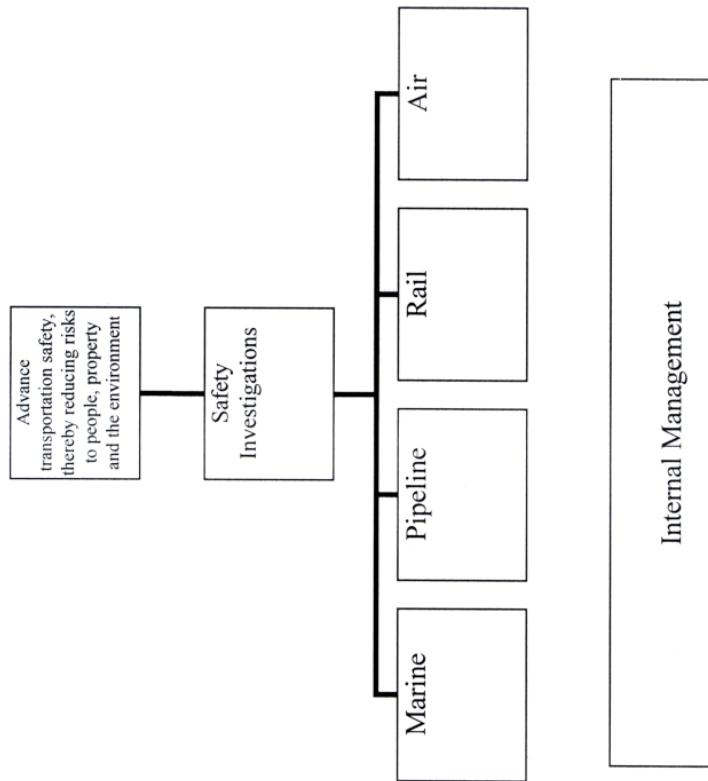 Advance
transportation safety,
thereby reducing risks
to people, property
and the environment
Safety
Investigations
Marine
Pipeline
Rail
Air
Internal Management